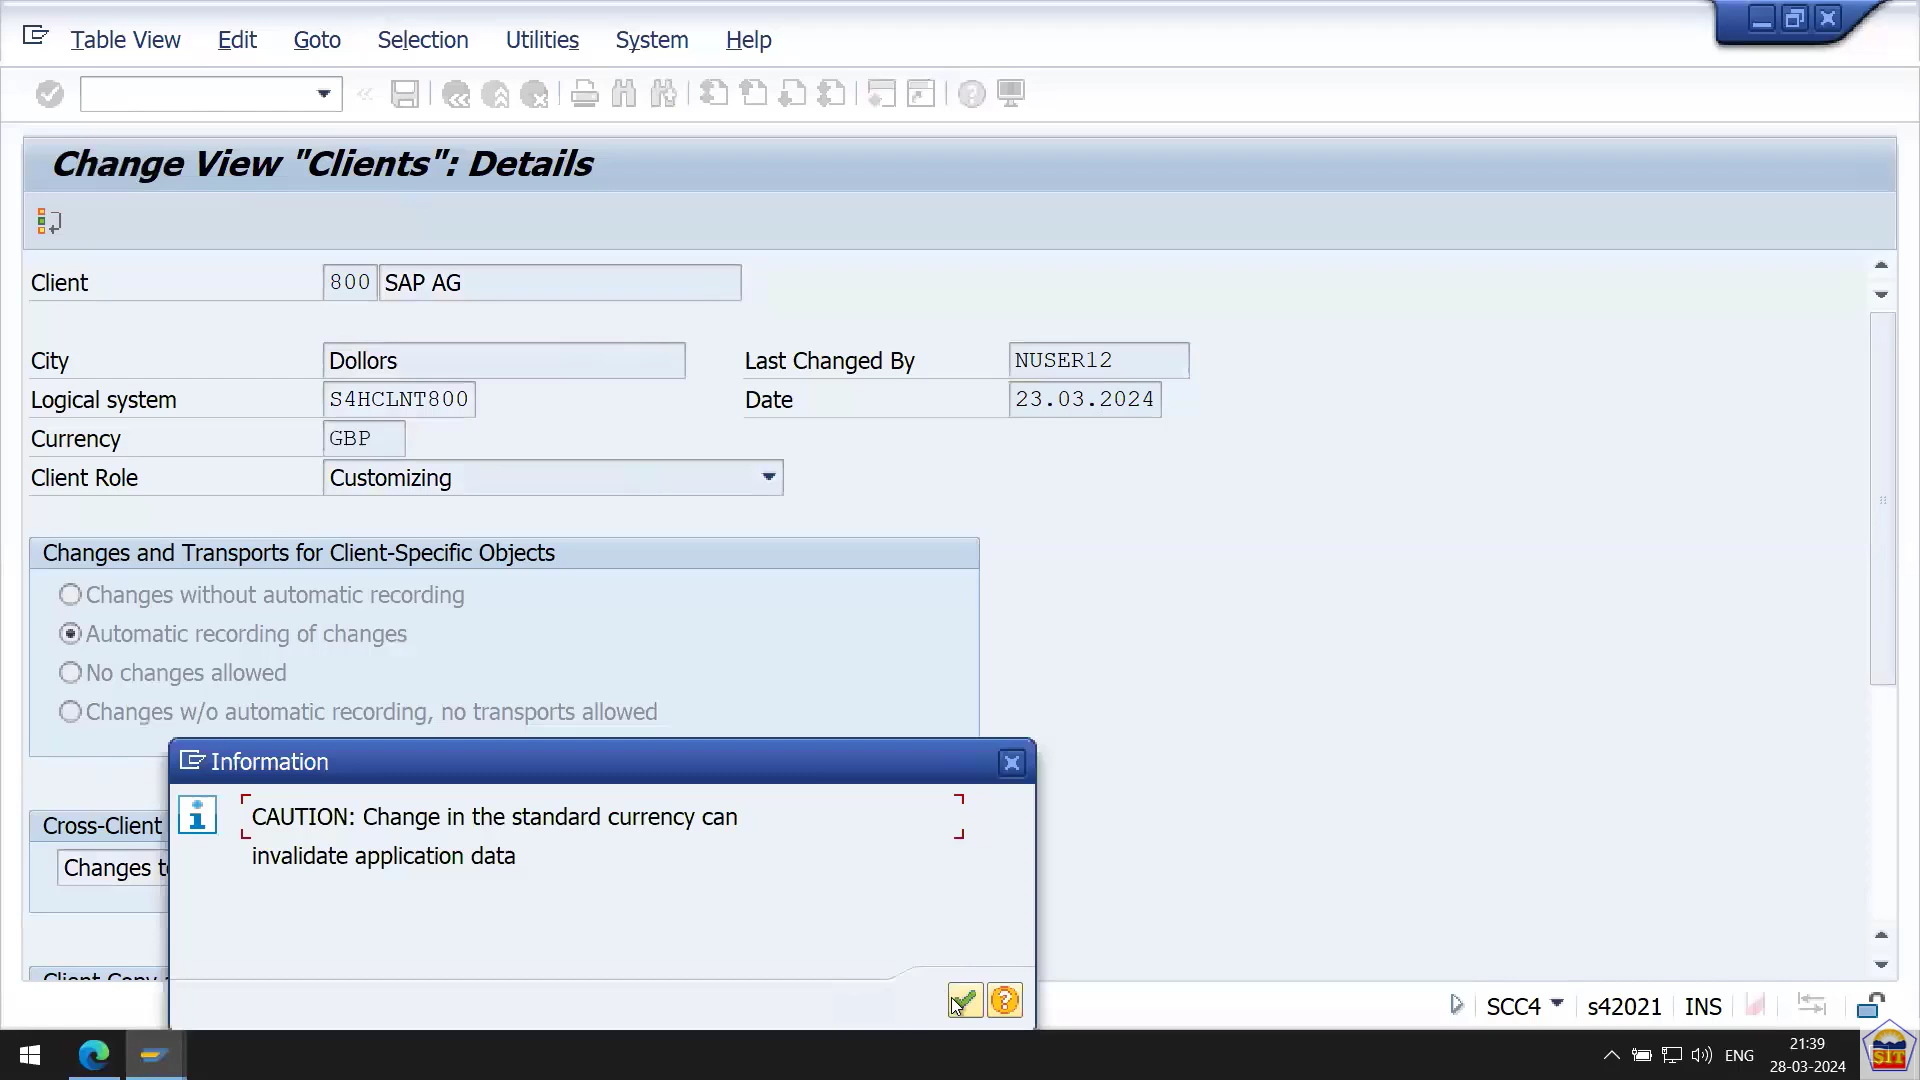 Table View Edit Goto Selection Utilities System Help
Change View "Clients": Details
Client 800 SAP AG
City Dollors Last Changed By NUSER12
Logical system S4HCLNT800 Date 23.03.2024
Currency GBP
Client Role Customizing
Changes and Transports for Client-Specific Objects
Changes without automatic recording
Automatic recording of changes
No changes allowed
Changes w/o automatic recording, no transports allowed
Information
CAUTION: Change in the standard currency can
invalidate application data
Cross-Client
Changes
Client Copy
SCC4 s42021 INS
ENG 21:39
28-03-2024
SIT